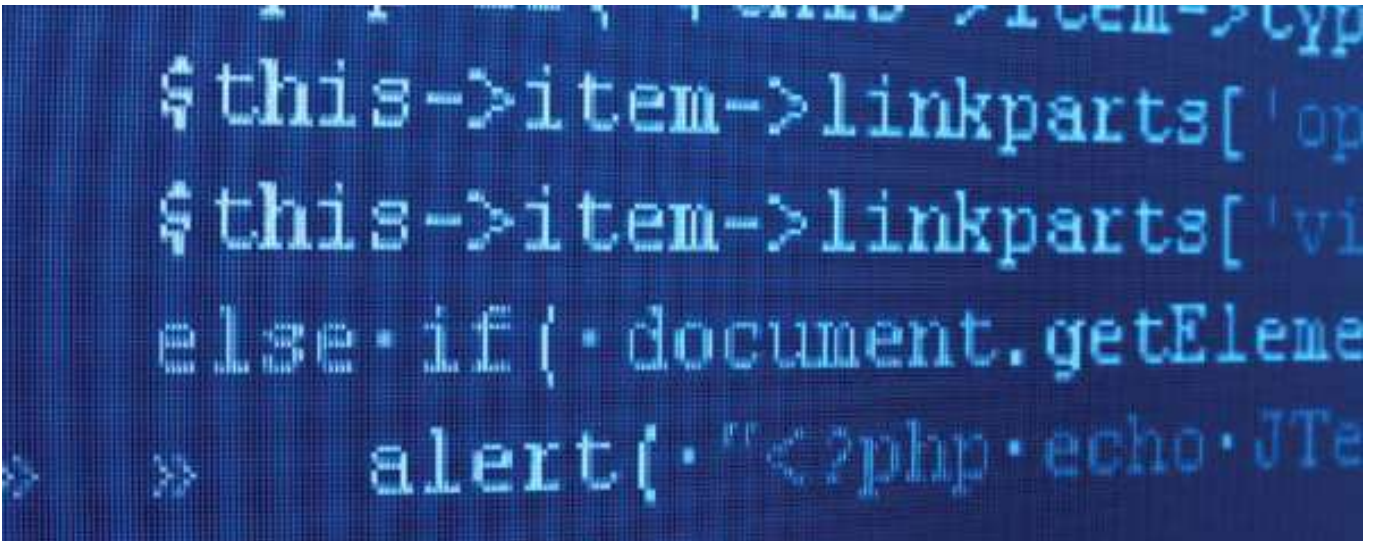 $this->item->linkparts['op
$this->item->linkparts['vi
else·if(·document.getEleme
» » alert(·"<?php·echo·JTe